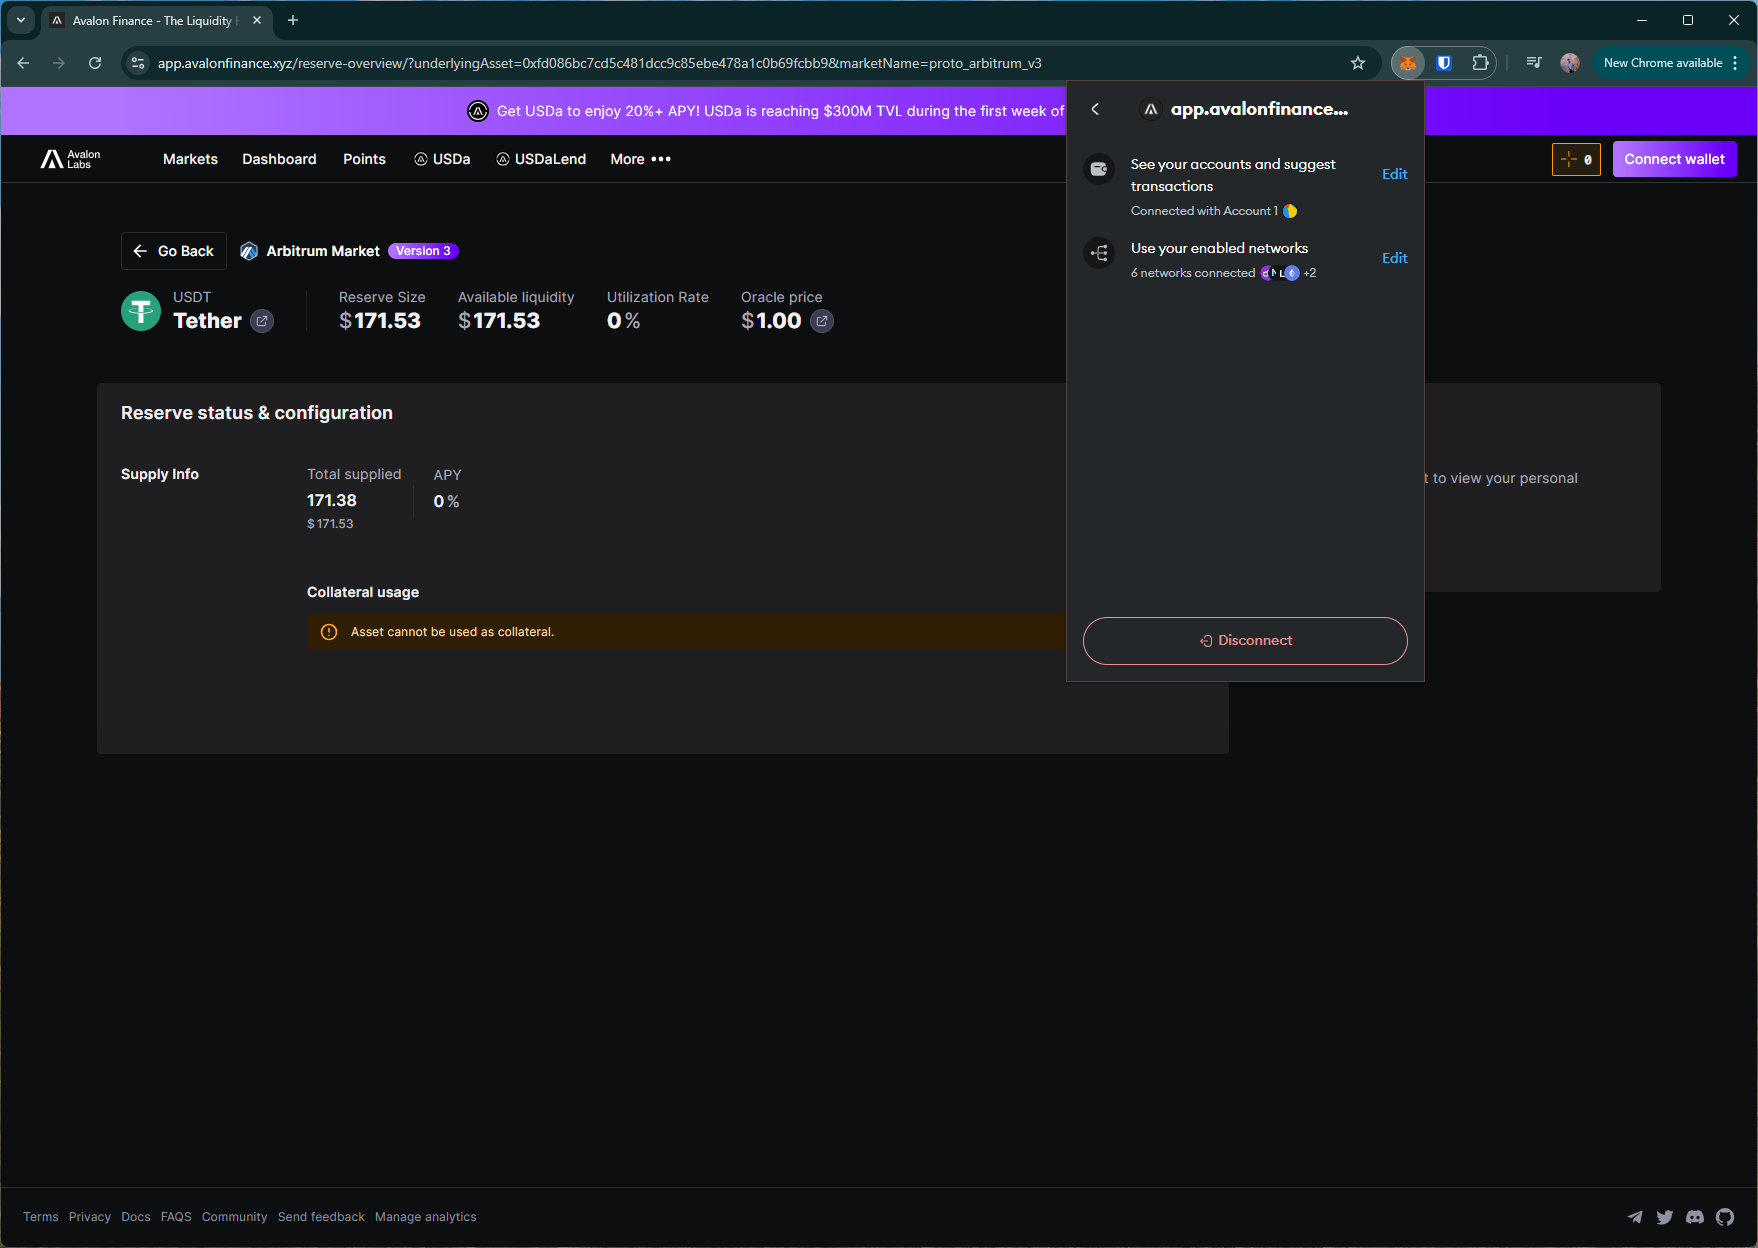 Avalon Finance - The Liquidity
app.avalonfinance.xyz/reserve-overview/?underlyingAsset=0xfd086bc7cd5c481dcc9c85ebe478a1c0b69fcbb9&marketName=proto_arbitrum_v3
New Chrome available
Get USDa to enjoy 20%+ APY! USDa is reaching $300M TVL during the first week of
Avalon
Labs
Markets Dashboard Points USDa USDaLend More •••
0 Connect wallet
app.avalonfinance...
See your accounts and suggest
transactions
Edit
Connected with Account 1
Use your enabled networks
Edit
6 networks connected +2
Disconnect
Go Back Arbitrum Market Version 3
USDT
Tether
Reserve Size
$171.53
Available liquidity
$171.53
Utilization Rate
0%
Oracle price
$1.00
Reserve status & configuration
Supply Info
Total supplied
171.38
$171.53
APY
0%
t to view your personal
Collateral usage
Asset cannot be used as collateral.
Terms Privacy Docs FAQS Community Send feedback Manage analytics